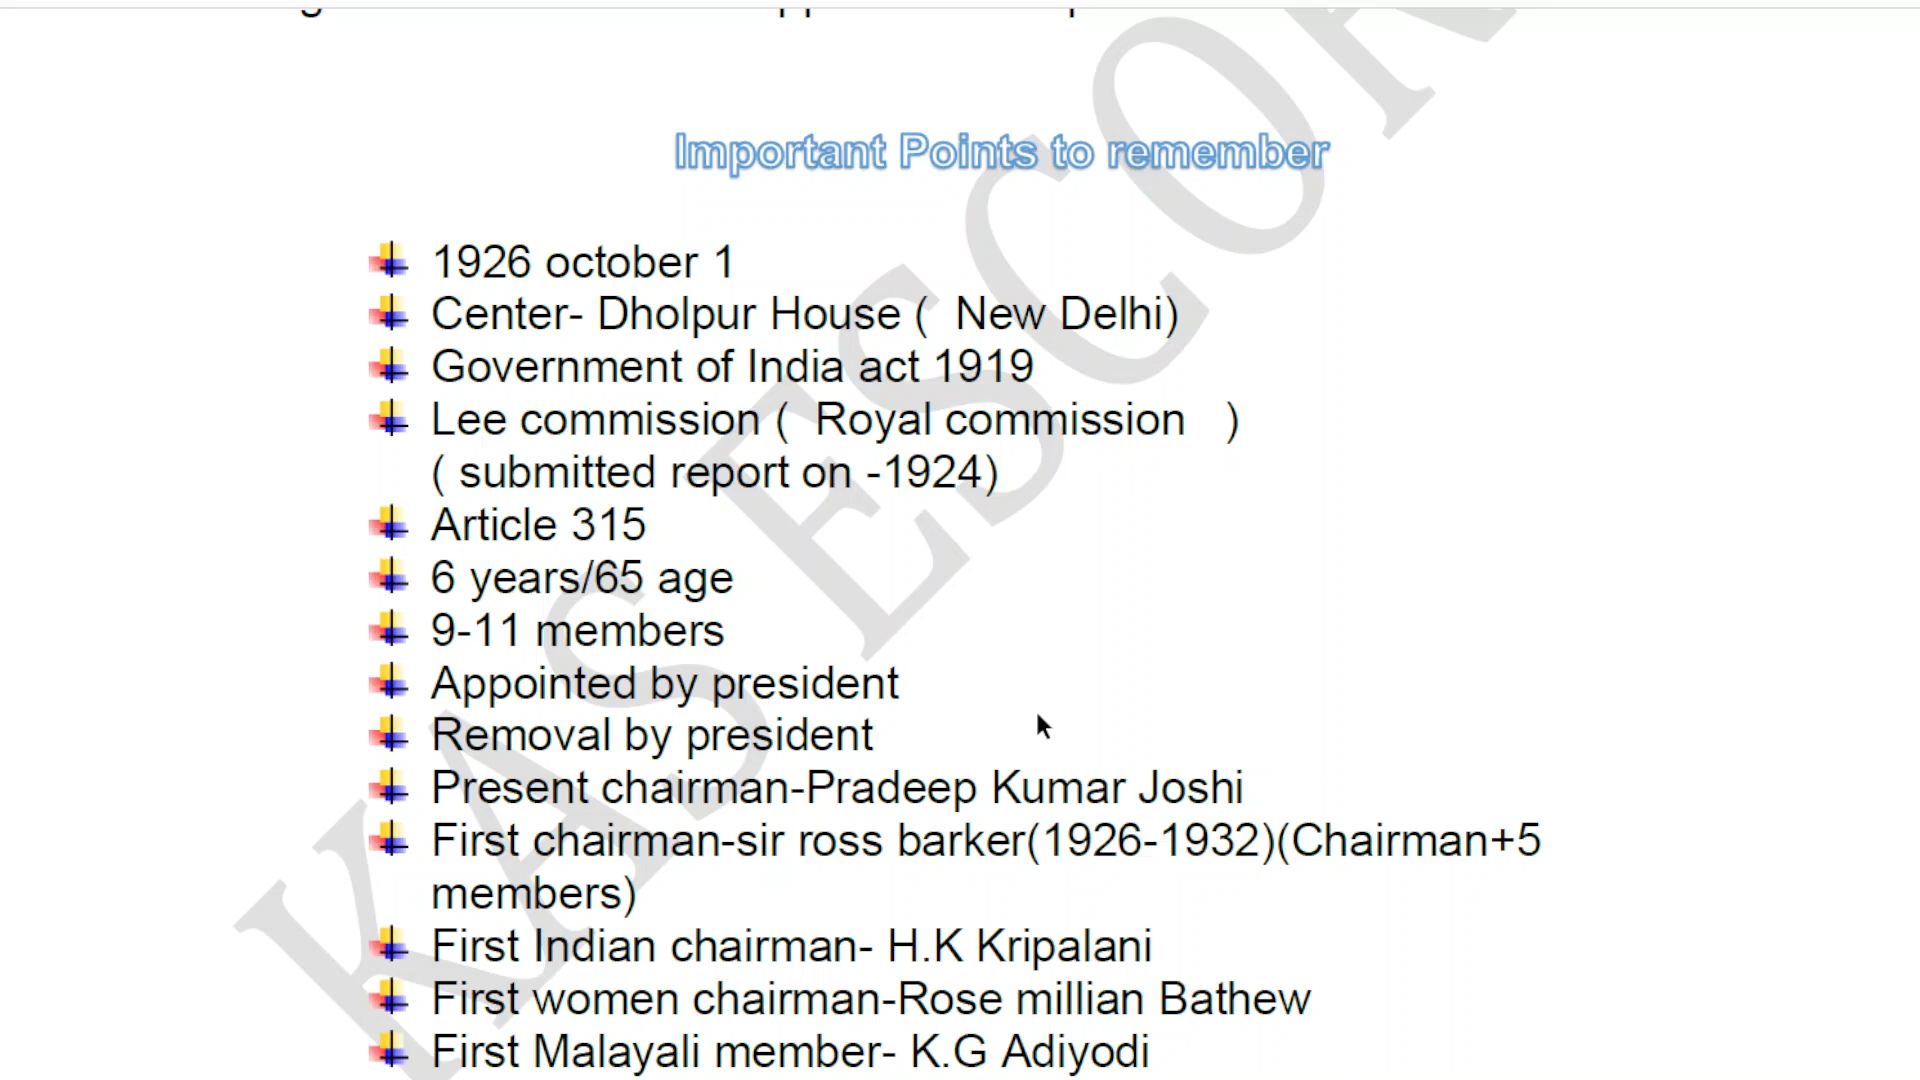 Important Points to remember
1926 october 1
Center- Dholpur House ( New Delhi)
Government of India act 1919
Lee commission ( Royal commission )
( submitted report on -1924)
Article 315
6 years/65 age
9-11 members
Appointed by president
Removal by president
Present chairman-Pradeep Kumar Joshi
First chairman-sir ross barker(1926-1932)(Chairman+5
members)
First Indian chairman- H.K Kripalani
First women chairman-Rose millian Bathew
First Malayali member- K.G Adiyodi
KAS ESCOR